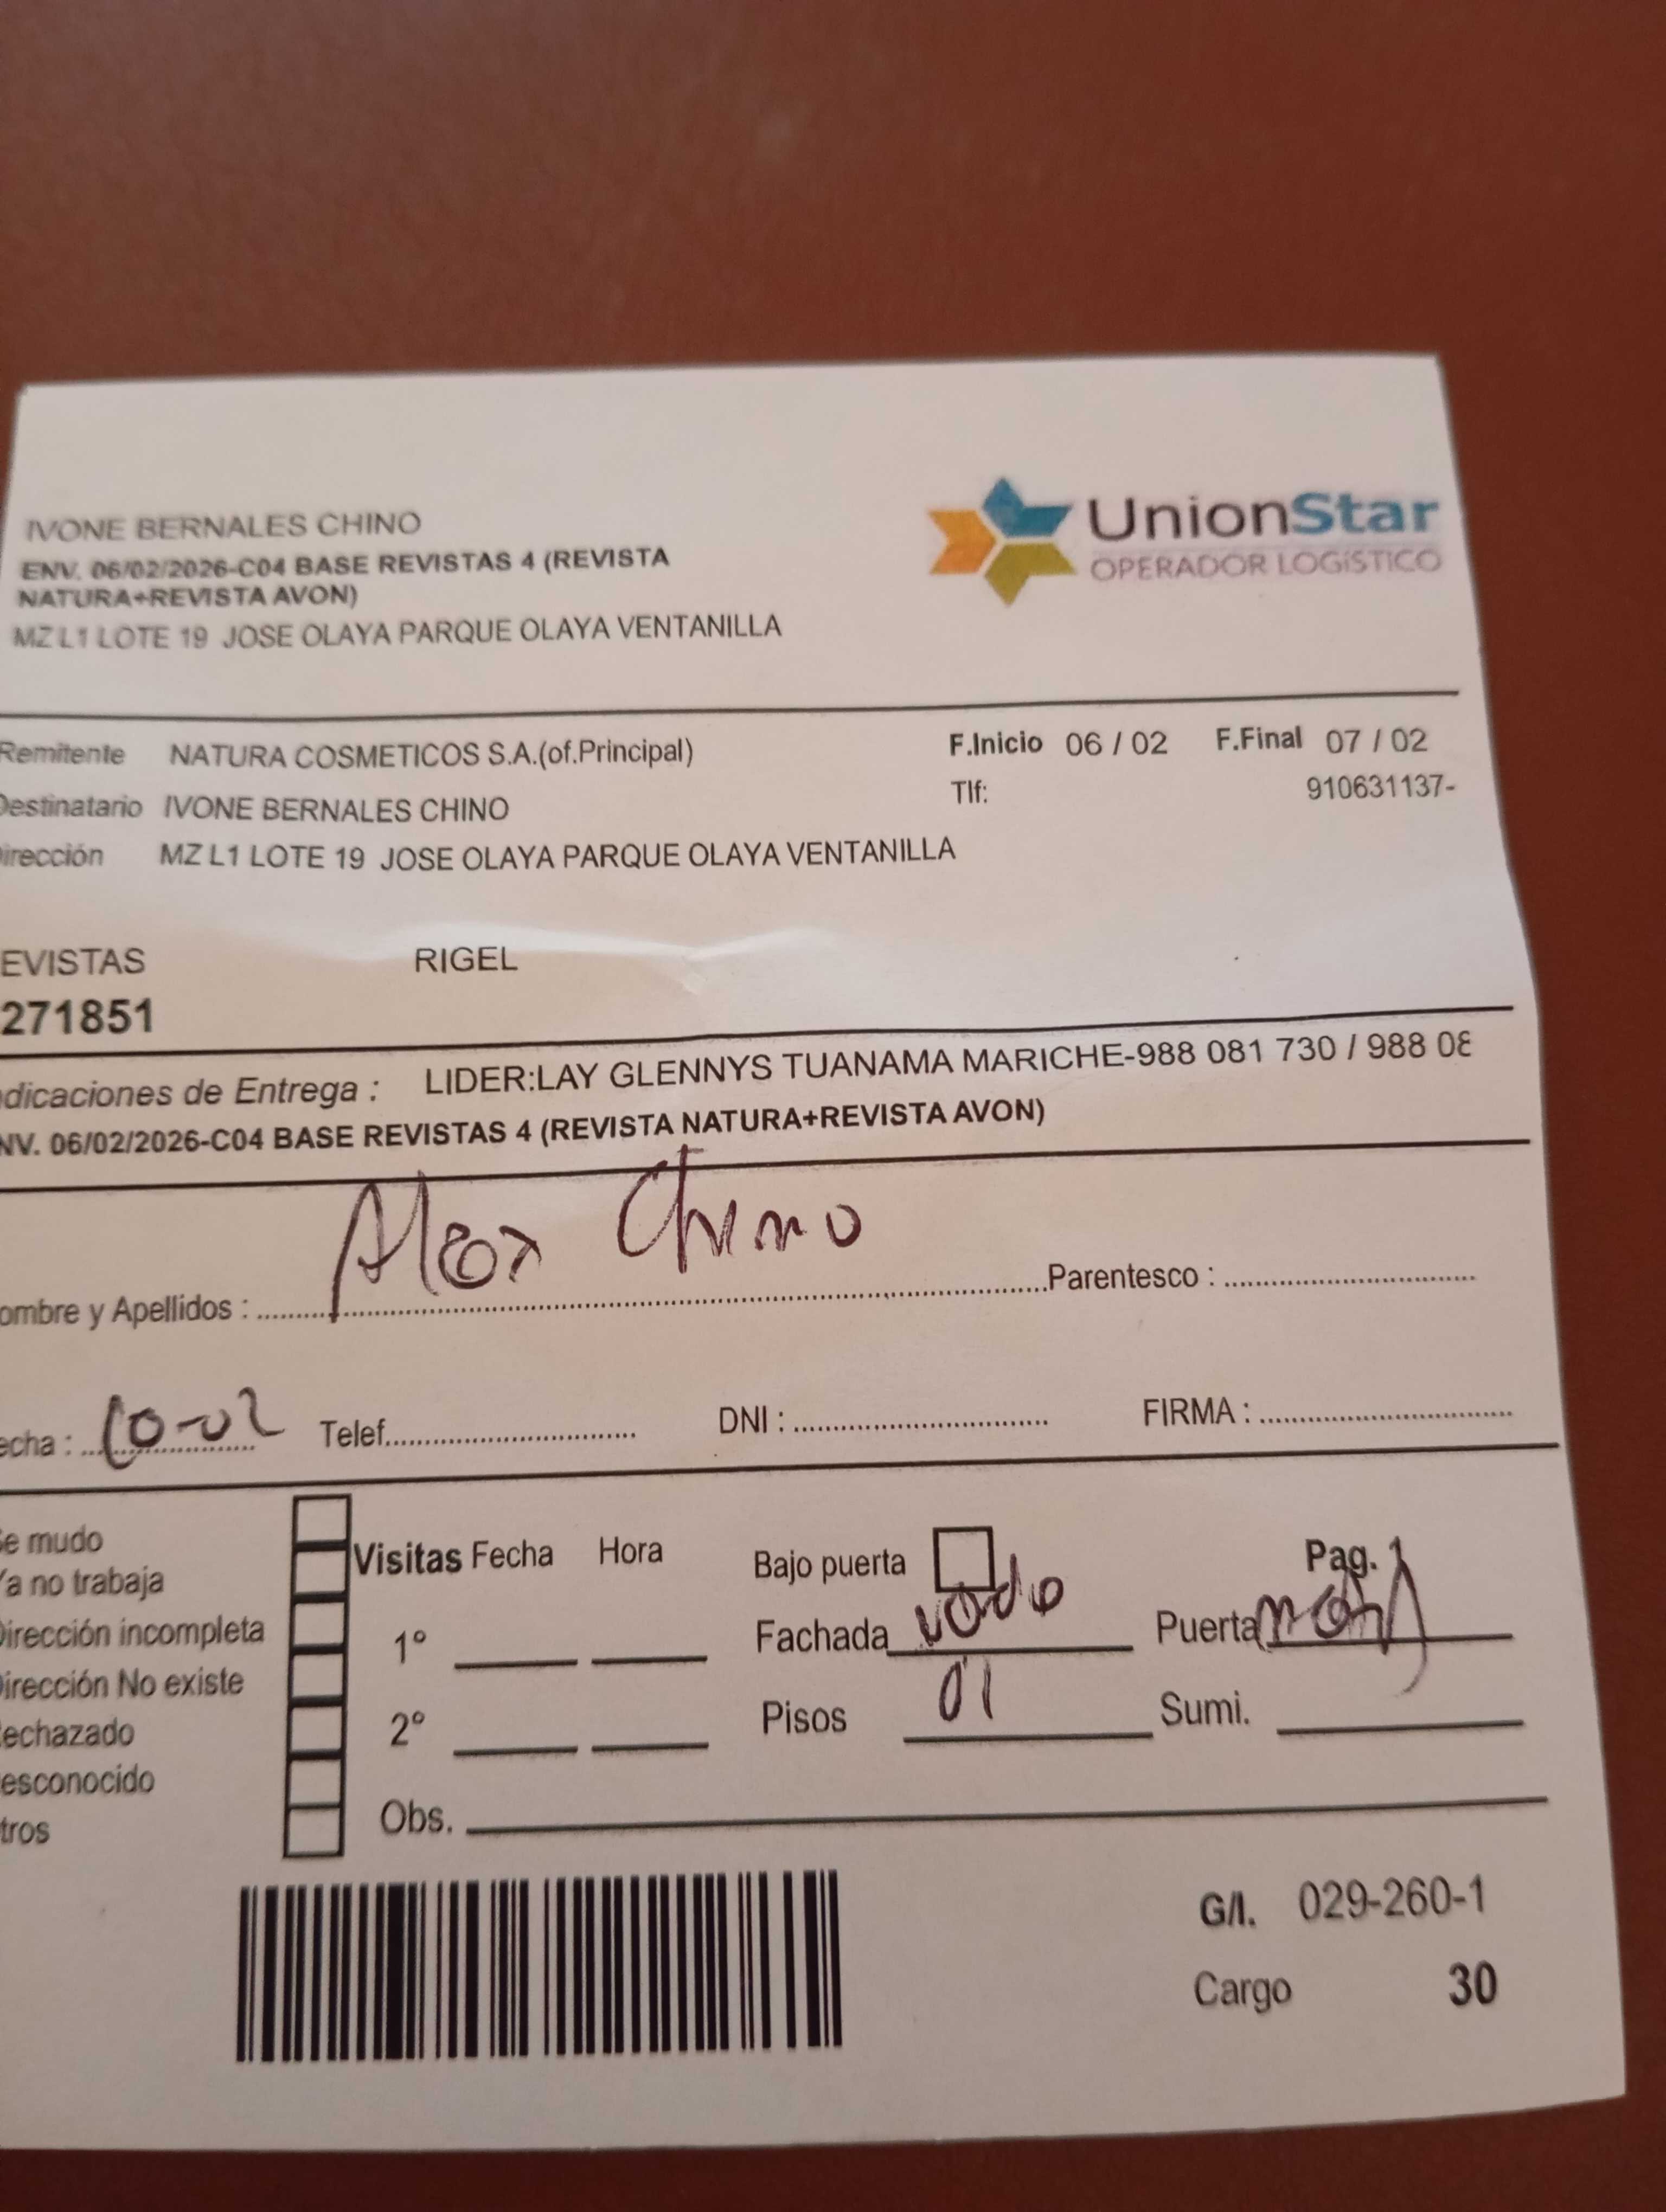 IVONE BERNALES CHINO
ENV. 06/02/2026-C04 BASE REVISTAS 4 (REVISTA
NATURA+REVISTA AVON)
MZ L1 LOTE 19 JOSE OLAYA PARQUE OLAYA VENTANILLA
UnionStar
OPERADOR LOGÍSTICO
Remitente NATURA COSMETICOS S.A.(of.Principal)
F.Inicio 06 / 02 F.Final 07 / 02
Destinatario IVONE BERNALES CHINO
Tlf: 910631137-
irección MZ L1 LOTE 19 JOSE OLAYA PARQUE OLAYA VENTANILLA
EVISTAS RIGEL
271851
dicaciones de Entrega : LIDER:LAY GLENNYS TUANAMA MARICHE-988 081 730 / 988 08
NV. 06/02/2026-C04 BASE REVISTAS 4 (REVISTA NATURA+REVISTA AVON)
ombre y Apellidos : Alex Chino Parentesco :
echa : 10-02 Telef. DNI : FIRMA :
Se mudo
Ya no trabaja
Dirección incompleta
irección No existe
echazado
esconocido
tros
Visitas Fecha Hora
1º
2º
Obs.
Bajo puerta
Pag. 1
Fachada Puerta
Pisos 01 Sumi.
G/I. 029-260-1
Cargo 30